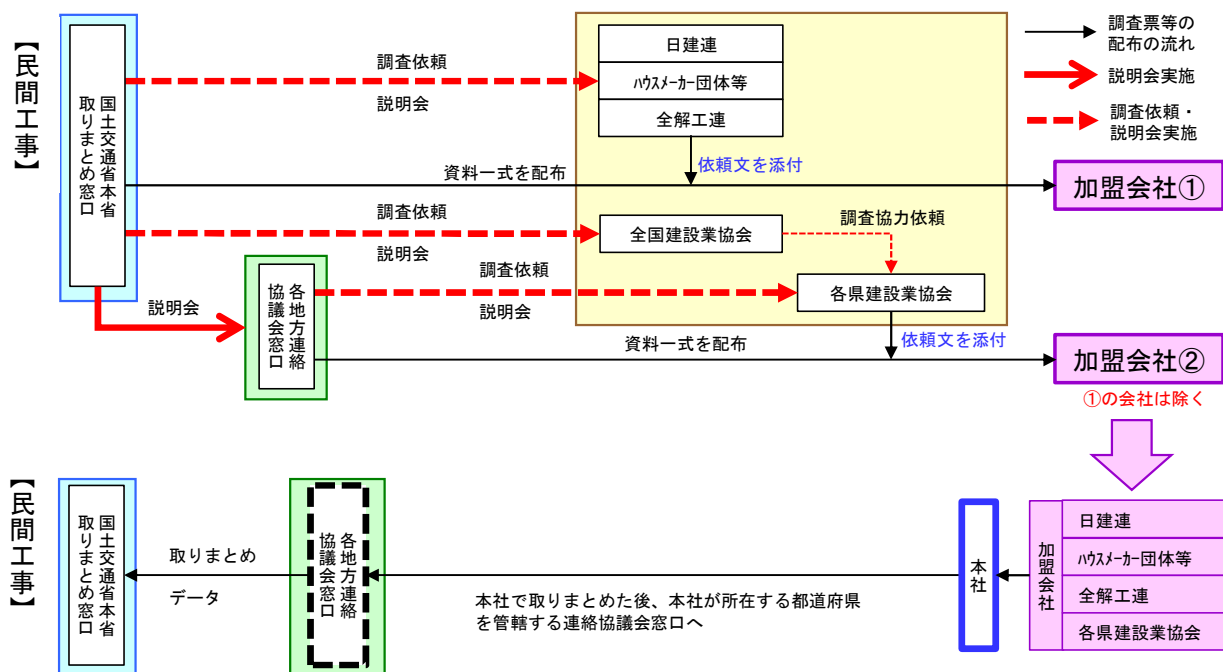 【民間工事】
国土交通省本省
取りまとめ窓口
調査依頼
説明会
日建連
ﾊｳｽﾒｰｶｰ団体等
全解工連
依頼文を添付
資料一式を配布
加盟会社①
調査依頼
説明会
全国建設業協会
調査協力依頼
説明会
各地方連絡
協議会窓口
調査依頼
説明会
各県建設業協会
依頼文を添付
資料一式を配布
加盟会社②
①の会社は除く
調査票等の
配布の流れ
説明会実施
調査依頼・
説明会実施
【民間工事】
国土交通省本省
取りまとめ窓口
取りまとめ
データ
各地方連絡
協議会窓口
本社で取りまとめた後、本社が所在する都道府県
を管轄する連絡協議会窓口へ
本社
加盟会社
日建連
ﾊｳｽﾒｰｶｰ団体等
全解工連
各県建設業協会